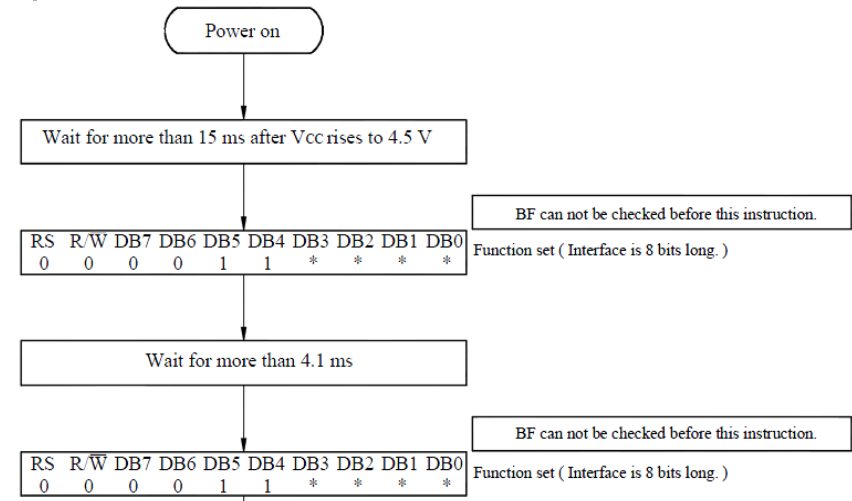 Power on
Wait for more than 15 ms after VCC rises to 4.5 V
BF can not be checked before this instruction.
RS R/W̅ DB7 DB6 DB5 DB4 DB3 DB2 DB1 DB0
0 0 0 0 1 1 * * * *
Function set ( Interface is 8 bits long. )
Wait for more than 4.1 ms
BF can not be checked before this instruction.
RS R/W̅ DB7 DB6 DB5 DB4 DB3 DB2 DB1 DB0
0 0 0 0 1 1 * * * *
Function set ( Interface is 8 bits long. )